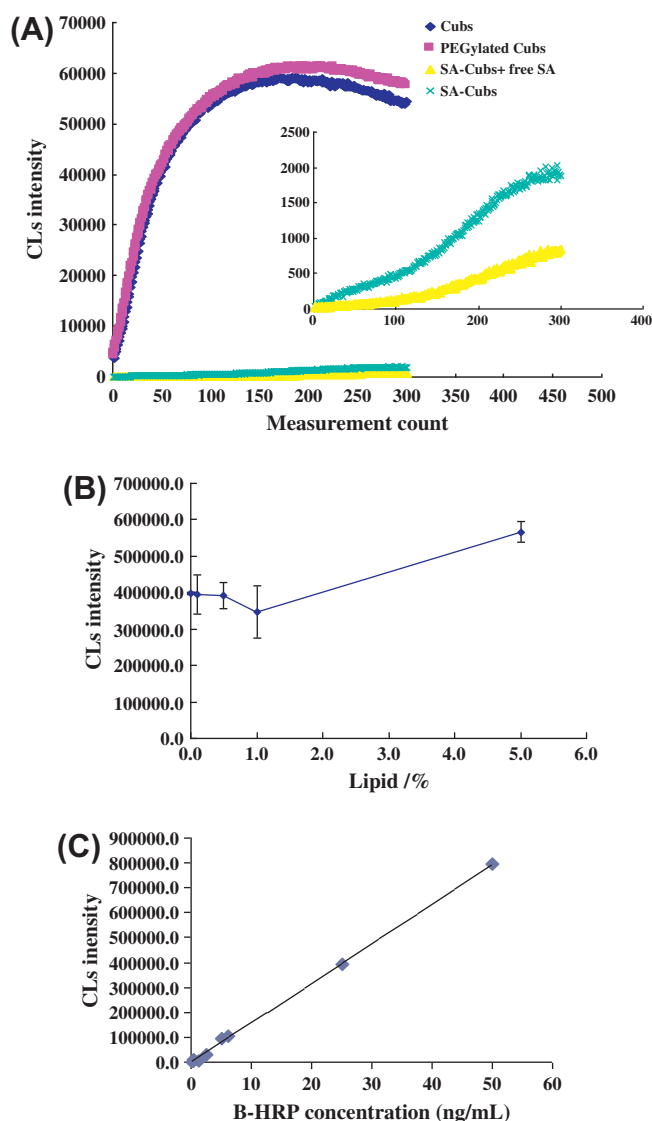 (A)
70000
60000
50000
40000
30000
20000
10000
0
CLs intensity
0 50 100 150 200 250 300 350 400 450 500
Measurement count
Cubs
PEGylated Cubs
SA-Cubs+ free SA
SA-Cubs
2500
2000
1500
1000
500
0
0 100 200 300 400
(B)
700000.0
600000.0
500000.0
400000.0
300000.0
200000.0
100000.0
CLs intensity
0.0 1.0 2.0 3.0 4.0 5.0 6.0
Lipid /%
(C)
900000.0
800000.0
700000.0
600000.0
500000.0
400000.0
300000.0
200000.0
100000.0
0.0
CLs inensity
0 10 20 30 40 50 60
B-HRP concentration (ng/mL)